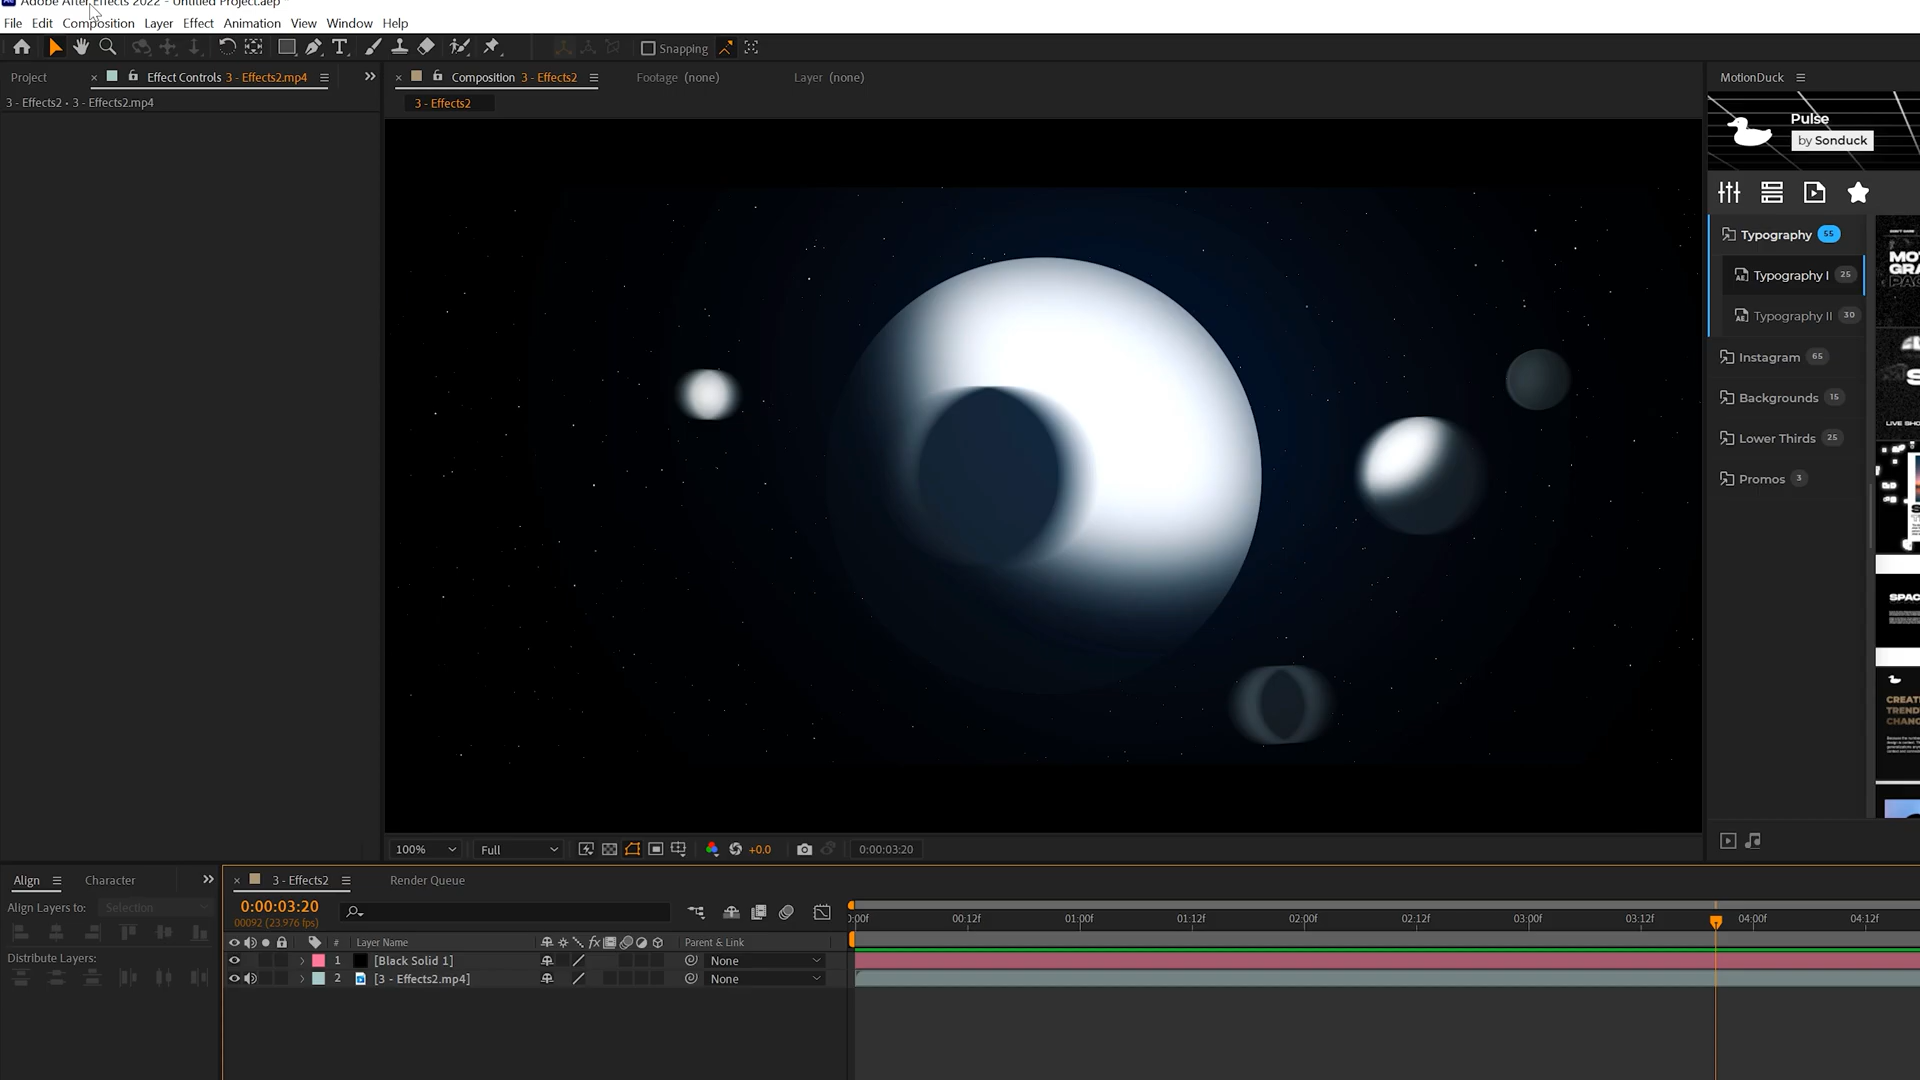 Adobe After Effects 2022 - Untitled Project.aep
File Edit Composition Layer Effect Animation View Window Help
Snapping
Project
Effect Controls 3 - Effects2.mp4
Composition 3 - Effects2
Footage (none)
Layer (none)
MotionDuck
3 - Effects2 • 3 - Effects2.mp4
3 - Effects2
Pulse
by Sonduck
Typography 55
Typography I 25
Typography II 30
Instagram 65
Backgrounds 15
Lower Thirds 25
Promos 3
100%
Full
+0.0
0:00:03:20
Align
Character
3 - Effects2
Render Queue
Align Layers to: Selection
Distribute Layers:
0:00:03:20
00092 (23.976 fps)
# Layer Name
Parent & Link
1 [Black Solid 1] None
2 [3 - Effects2.mp4] None
00:12f 01:00f 01:12f 02:00f 02:12f 03:00f 03:12f 04:00f 04:12f